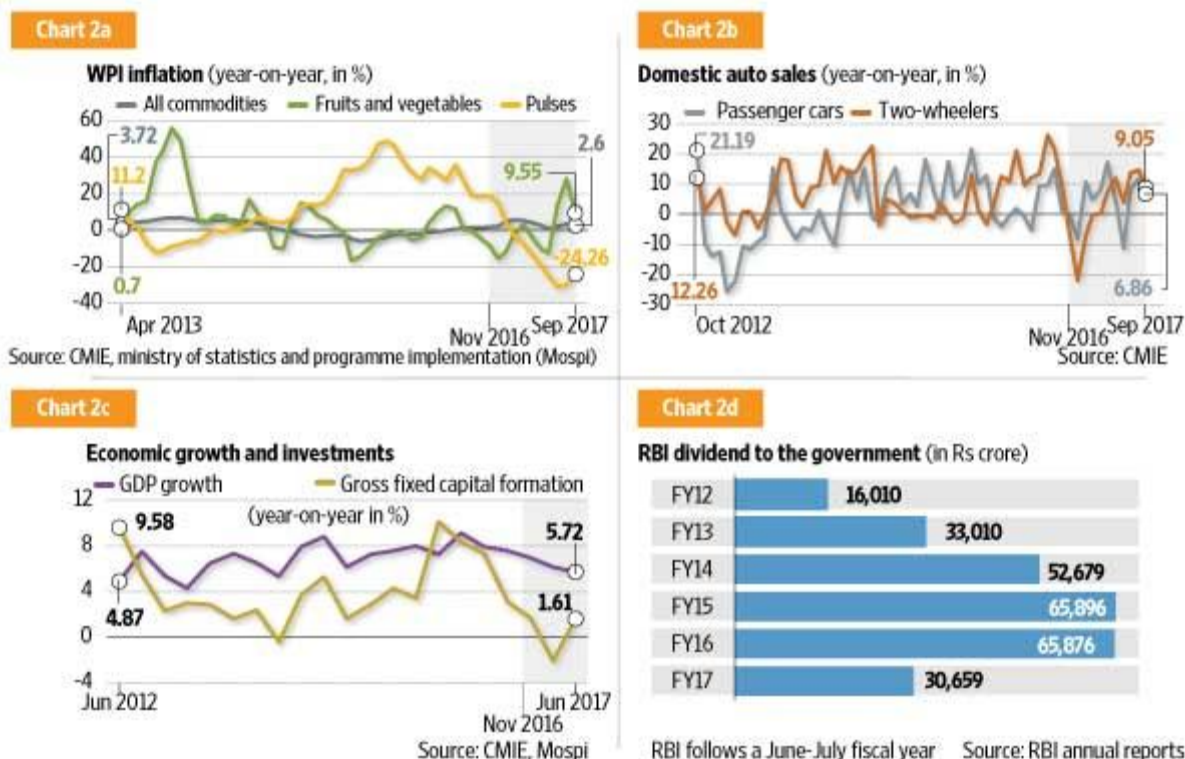 Chart 2a
WPI inflation (year-on-year, in %)
All commodities Fruits and vegetables Pulses
60
40
20
0
-20
-40
3.72
11.2
0.7
2.6
9.55
-24.26
Apr 2013
Nov 2016
Sep 2017
Source: CMIE, ministry of statistics and programme implementation (Mospi)
Chart 2b
Domestic auto sales (year-on-year, in %)
Passenger cars Two-wheelers
30
20
10
0
-10
-20
-30
21.19
12.26
9.05
6.86
Oct 2012
Nov 2016
Sep 2017
Source: CMIE
Chart 2c
Economic growth and investments
GDP growth Gross fixed capital formation
(year-on-year in %)
12
8
4
0
-4
9.58
4.87
5.72
1.61
Jun 2012
Nov 2016
Jun 2017
Source: CMIE, Mospi
Chart 2d
RBI dividend to the government (in Rs crore)
FY12 16,010
FY13 33,010
FY14 52,679
FY15 65,896
FY16 65,876
FY17 30,659
RBI follows a June-July fiscal year Source: RBI annual reports